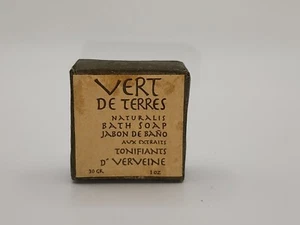 VERT
DE TERRES
NATURALIS
BATH SOAP
JABON DE BAÑO
AUX EXTRAITS
TONIFIANTS
D' VERVEINE
30 GR. 1 OZ.